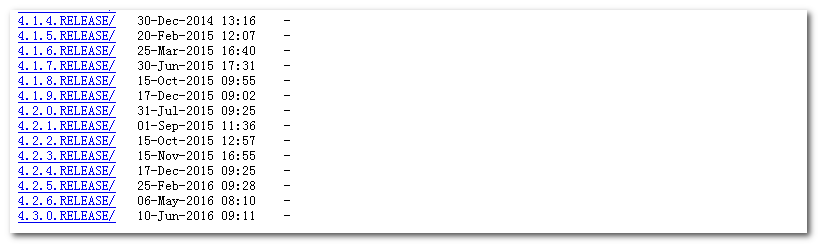 4.1.4.RELEASE/ 30-Dec-2014 13:16 -
4.1.5.RELEASE/ 20-Feb-2015 12:07 -
4.1.6.RELEASE/ 25-Mar-2015 16:40 -
4.1.7.RELEASE/ 30-Jun-2015 17:31 -
4.1.8.RELEASE/ 15-Oct-2015 09:55 -
4.1.9.RELEASE/ 17-Dec-2015 09:02 -
4.2.0.RELEASE/ 31-Jul-2015 09:25 -
4.2.1.RELEASE/ 01-Sep-2015 11:36 -
4.2.2.RELEASE/ 15-Oct-2015 12:57 -
4.2.3.RELEASE/ 15-Nov-2015 16:55 -
4.2.4.RELEASE/ 17-Dec-2015 09:25 -
4.2.5.RELEASE/ 25-Feb-2016 09:28 -
4.2.6.RELEASE/ 06-May-2016 08:10 -
4.3.0.RELEASE/ 10-Jun-2016 09:11 -